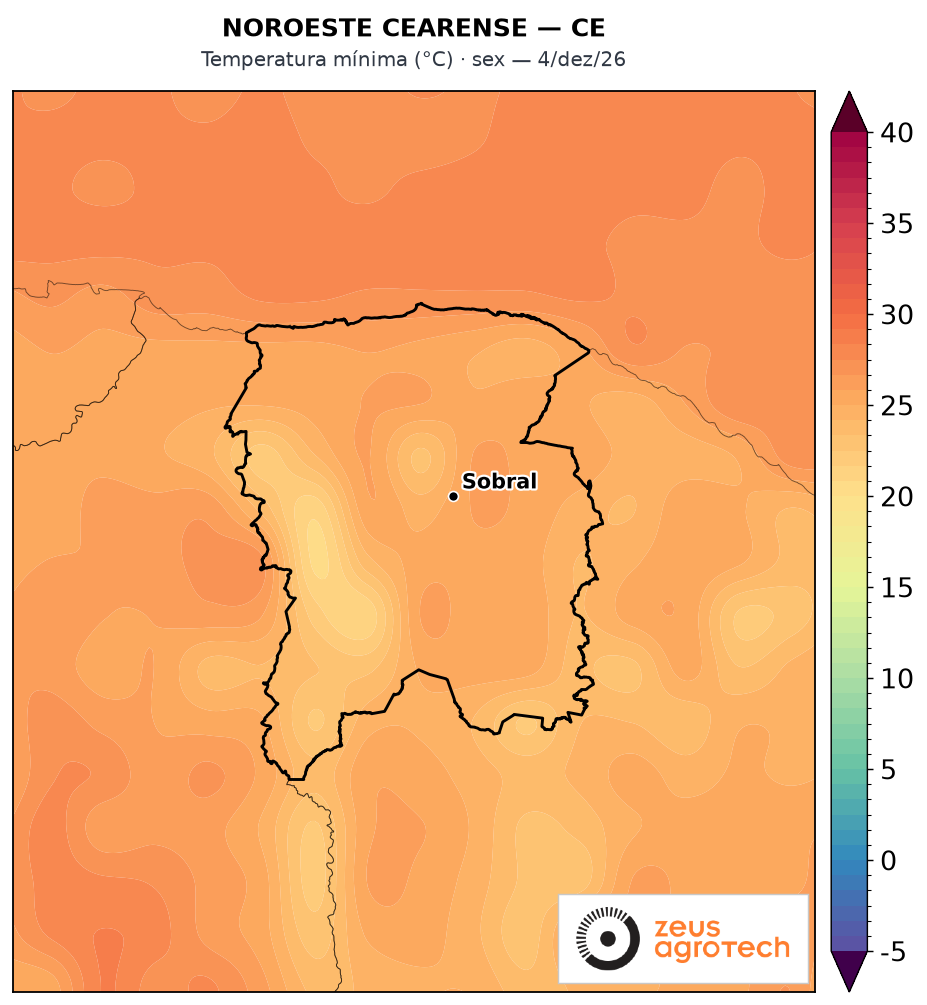 NOROESTE CEARENSE — CE
Temperatura mínima (°C) · sex — 4/dez/26
40
35
30
25
20
15
10
5
0
-5
Sobral
zeus
agrotech